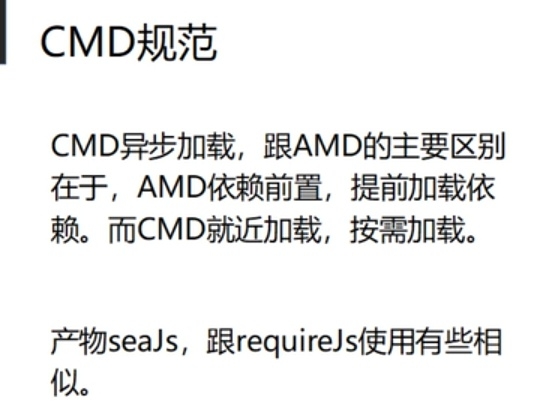 CMD规范
CMD异步加载，跟AMD的主要区别
在于，AMD依赖前置，提前加载依
赖。而CMD就近加载，按需加载。
产物seaJs，跟requireJs使用有些相
似。